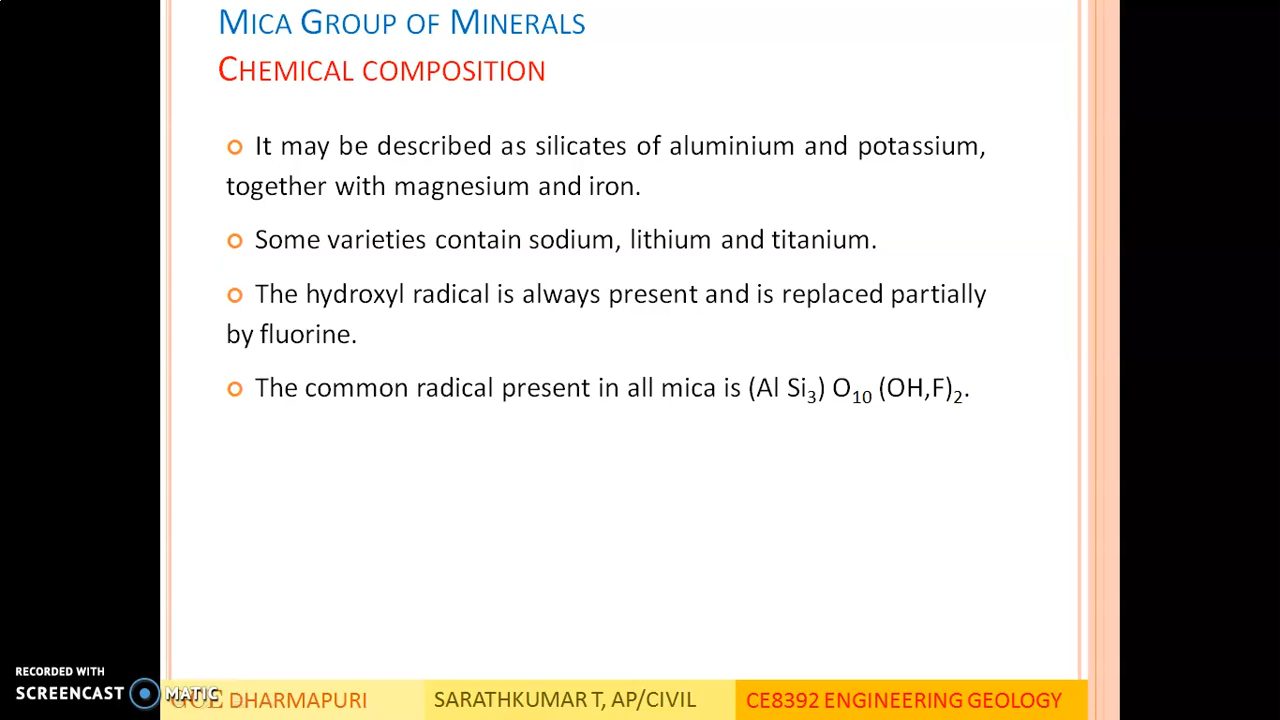 MICA GROUP OF MINERALS
CHEMICAL COMPOSITION
It may be described as silicates of aluminium and potassium,
together with magnesium and iron.
Some varieties contain sodium, lithium and titanium.
The hydroxyl radical is always present and is replaced partially
by fluorine.
The common radical present in all mica is (Al Si₃) O₁₀ (OH,F)₂.
RECORDED WITH
SCREENCAST MATIC
DHARMAPURI
SARATHKUMAR T, AP/CIVIL
CE8392 ENGINEERING GEOLOGY